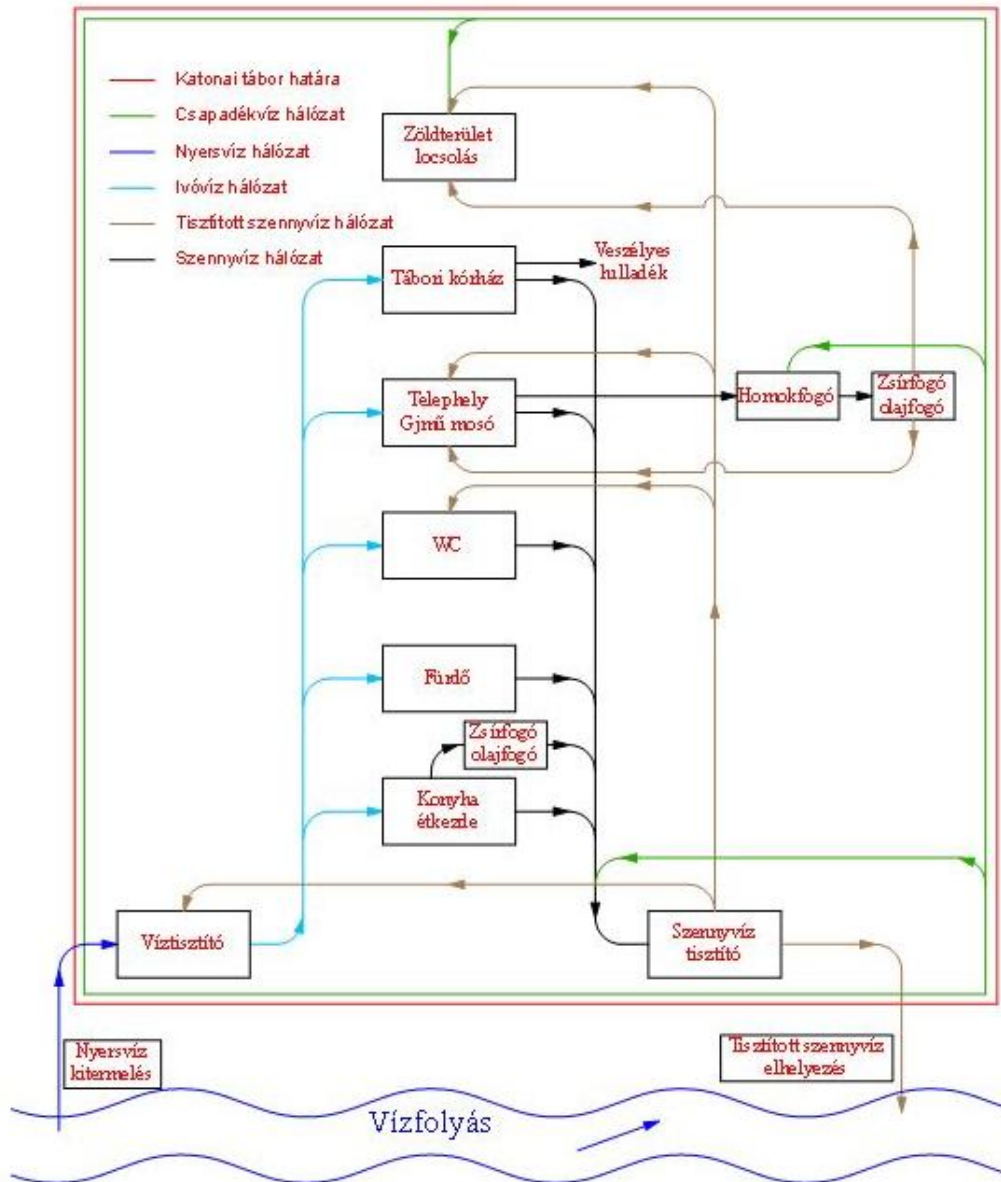 Katonai tábor határa
Csapadékvíz hálózat
Nyersvíz hálózat
Ivóvíz hálózat
Tisztított szennyvíz hálózat
Szennyvíz hálózat
Zöldterület
locsolás
Tábori kórház
Veszélyes
hulladék
Telephely
Gjmű mosó
Homokfogó
Zsírfogó
olajfogó
WC
Fürdő
Zsírfogó
olajfogó
Konyha
étkezde
Víztisztító
Szennyvíz
tisztító
Nyersvíz
kitermelés
Tisztított szennyvíz
elhelyezés
Vízfolyás